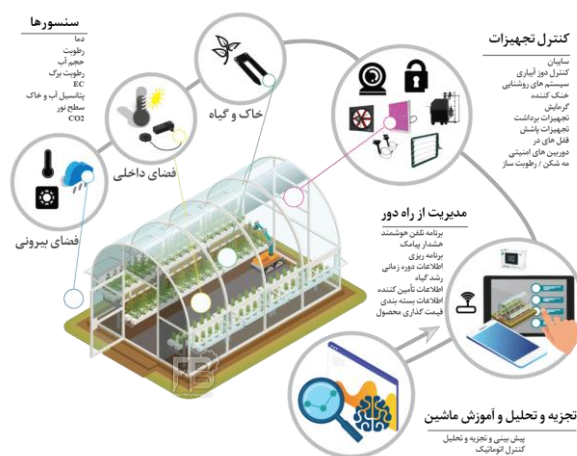 سنسورها
دما
رطوبت
حجم آب
رطوبت برگ
EC
پتانسیل آب و خاک
سطح نور
CO2
خاک و گیاه
فضای داخلی
فضای بیرونی
کنترل تجهیزات
سایبان
کنترل دوز آبیاری
سیستم های روشنایی
خنک کننده
گرمایش
تجهیزات برداشت
تجهیزات پاشش
قفل های در
دوربین های امنیتی
مه شکن / رطوبت ساز
مدیریت از راه دور
برنامه تلفن هوشمند
هشدار پیامک
برنامه ریزی
اطلاعات دوره زمانی
رشد گیاه
اطلاعات تأمین کننده
اطلاعات بسته بندی
قیمت گذاری محصول
تجزیه و تحلیل و آموزش ماشین
پیش بینی و تجزیه و تحلیل
کنترل اتوماتیک